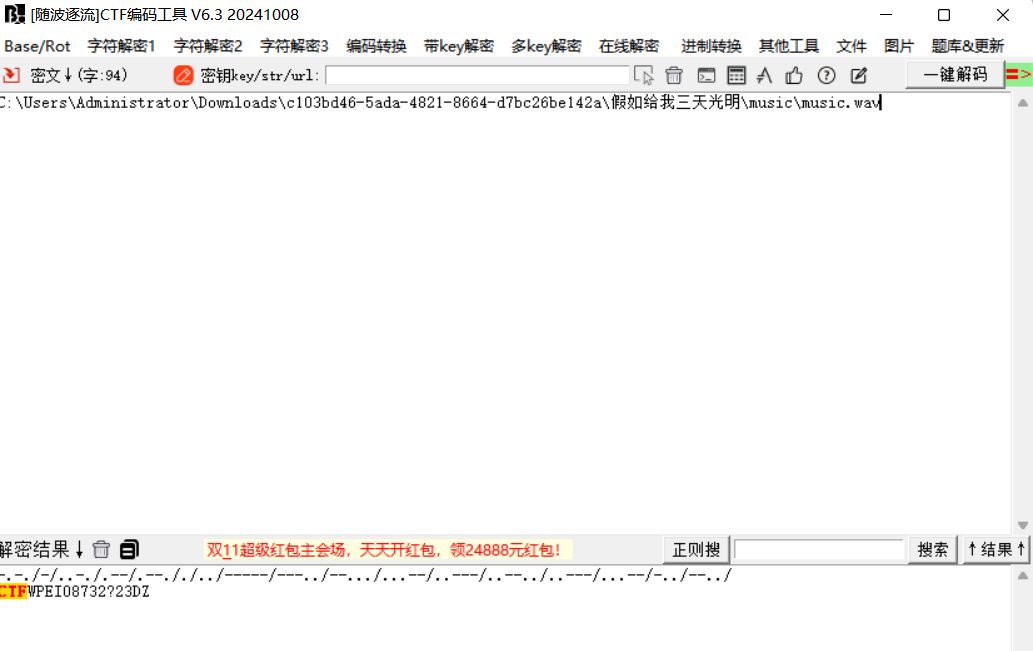 [随波逐流]CTF编码工具 V6.3 20241008
Base/Rot 字符解密1 字符解密2 字符解密3 编码转换 带key解密 多key解密 在线解密 进制转换 其他工具 文件 图片 题库&更新
密文↓(字:94) 密钥key/str/url: 一键解码 =>
C:\Users\Administrator\Downloads\c103bd46-5ada-4821-8664-d7bc26be142a\假如给我三天光明\music\music.wav
解密结果↓ 双11超级红包主会场，天天开红包，领24888元红包！ 正则搜 搜索 ↑结果↑
-.-./-/..-./.--/.--././../-----/---../--.../...--/..---/..--../..---/...--/-../--../
CTFWPEI08732?23DZ